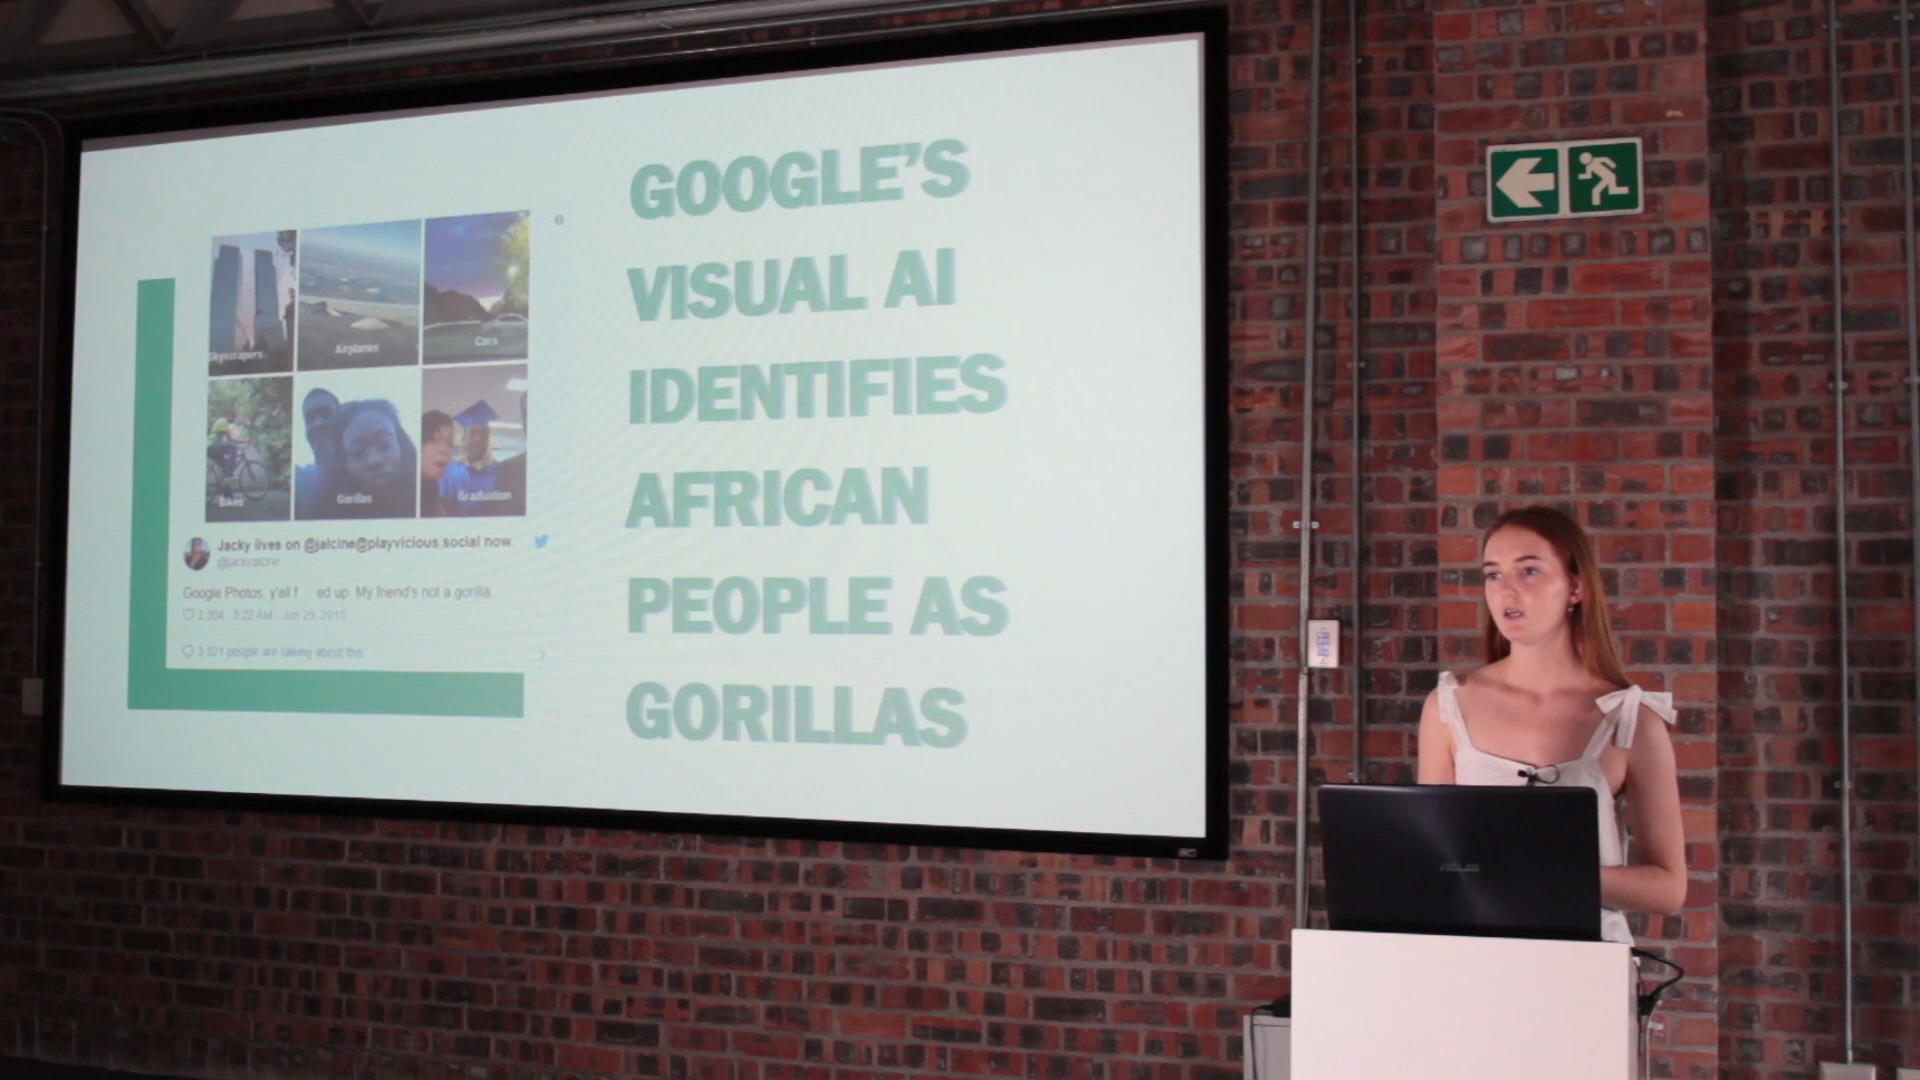 GOOGLE’S
VISUAL AI
IDENTIFIES
AFRICAN
PEOPLE AS
GORILLAS
Skyscrapers
Airplanes
Cars
Bikes
Gorillas
Graduation
Jacky lives on @jalcine@playvicious.social now.
@jackyalcine
Google Photos, y'all f ed up. My friend's not a gorilla.
2,304 3:22 AM - Jun 29, 2015
3,521 people are talking about this
ASUS